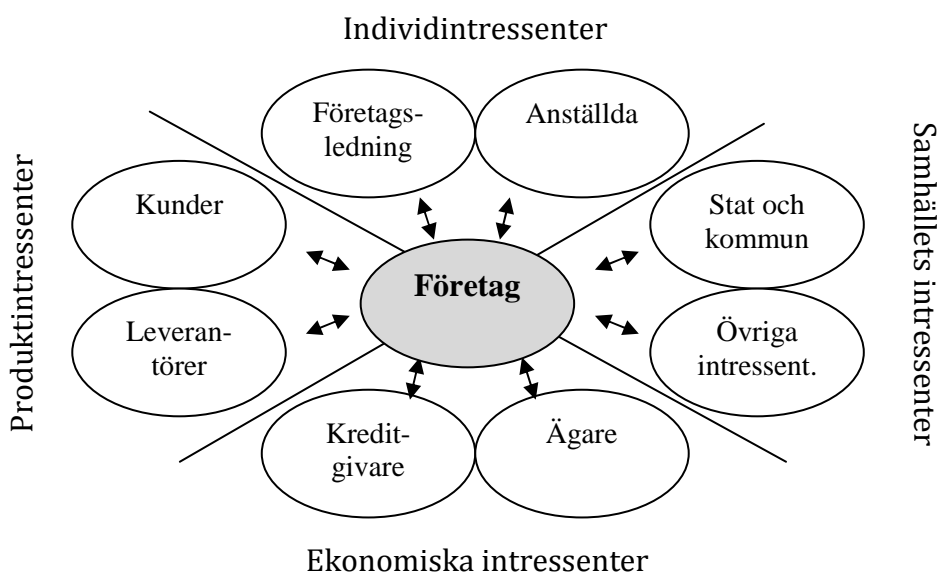 Individintressenter
Företags-
ledning
Anställda
Produktintressenter
Kunder
Stat och
kommun
Samhällets intressenter
Företag
Leveran-
törer
Övriga
intressent.
Kredit-
givare
Ägare
Ekonomiska intressenter